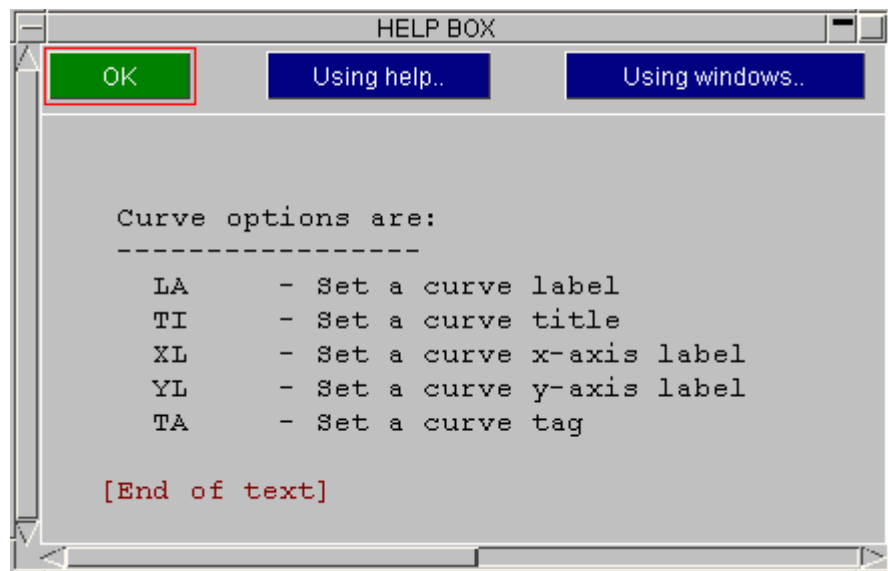 HELP BOX
OK Using help.. Using windows..
Curve options are:
-----------------
LA - Set a curve label
TI - Set a curve title
XL - Set a curve x-axis label
YL - Set a curve y-axis label
TA - Set a curve tag
[End of text]